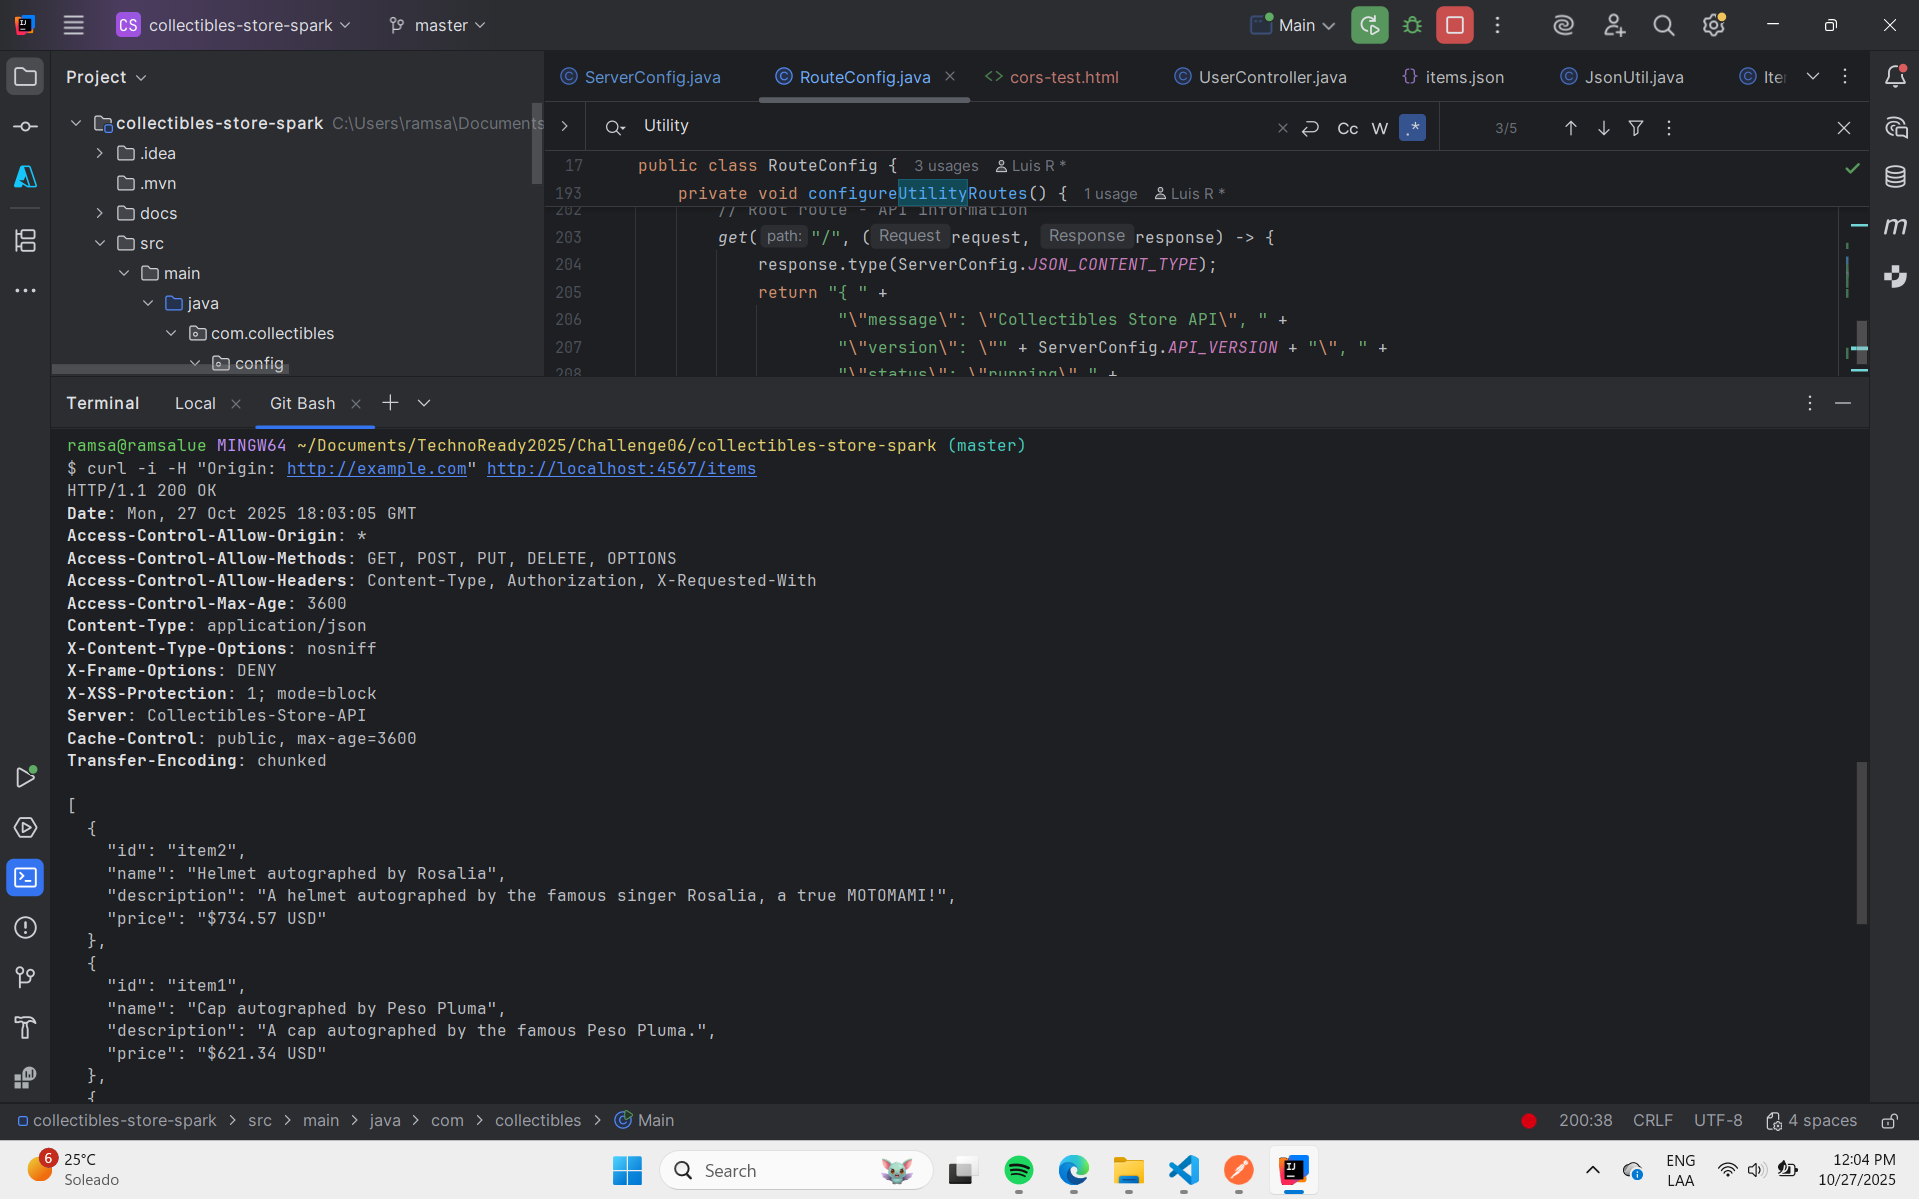 CS collectibles-store-spark master Main
Project
ServerConfig.java RouteConfig.java cors-test.html UserController.java items.json JsonUtil.java
collectibles-store-spark C:\Users\ramsa\Documents
.idea
.mvn
docs
src
main
java
com.collectibles
config
Utility Cc W .* 3/5
17 public class RouteConfig { 3 usages Luis R *
193 private void configureUtilityRoutes() { 1 usage Luis R *
202 // Root route - API information
203 get( path: "/", ( Request request, Response response) -> {
204 response.type(ServerConfig.JSON_CONTENT_TYPE);
205 return "{ " +
206 "\"message\": \"Collectibles Store API\", " +
207 "\"version\": \"" + ServerConfig.API_VERSION + "\", " +
208 "\"status\": \"running\" " +
Terminal Local Git Bash
ramsa@ramsalue MINGW64 ~/Documents/TechnoReady2025/Challenge06/collectibles-store-spark (master)
$ curl -i -H "Origin: http://example.com" http://localhost:4567/items
HTTP/1.1 200 OK
Date: Mon, 27 Oct 2025 18:03:05 GMT
Access-Control-Allow-Origin: *
Access-Control-Allow-Methods: GET, POST, PUT, DELETE, OPTIONS
Access-Control-Allow-Headers: Content-Type, Authorization, X-Requested-With
Access-Control-Max-Age: 3600
Content-Type: application/json
X-Content-Type-Options: nosniff
X-Frame-Options: DENY
X-XSS-Protection: 1; mode=block
Server: Collectibles-Store-API
Cache-Control: public, max-age=3600
Transfer-Encoding: chunked
[
{
"id": "item2",
"name": "Helmet autographed by Rosalia",
"description": "A helmet autographed by the famous singer Rosalia, a true MOTOMAMI!",
"price": "$734.57 USD"
},
{
"id": "item1",
"name": "Cap autographed by Peso Pluma",
"description": "A cap autographed by the famous Peso Pluma.",
"price": "$621.34 USD"
},
{
collectibles-store-spark > src > main > java > com > collectibles > Main 200:38 CRLF UTF-8 4 spaces
6 25°C
Soleado
Search
ENG
LAA
12:04 PM
10/27/2025